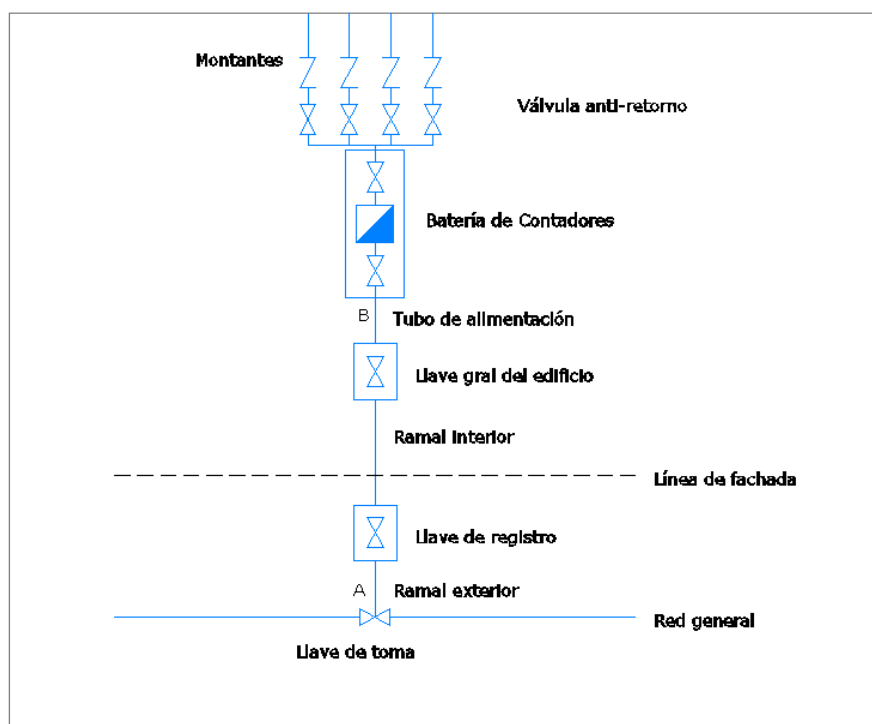 Montantes
Válvula anti-retorno
Batería de Contadores
B
Tubo de alimentación
Llave gral del edificio
Ramal Interior
Línea de fachada
Llave de registro
A
Ramal exterior
Red general
Llave de toma